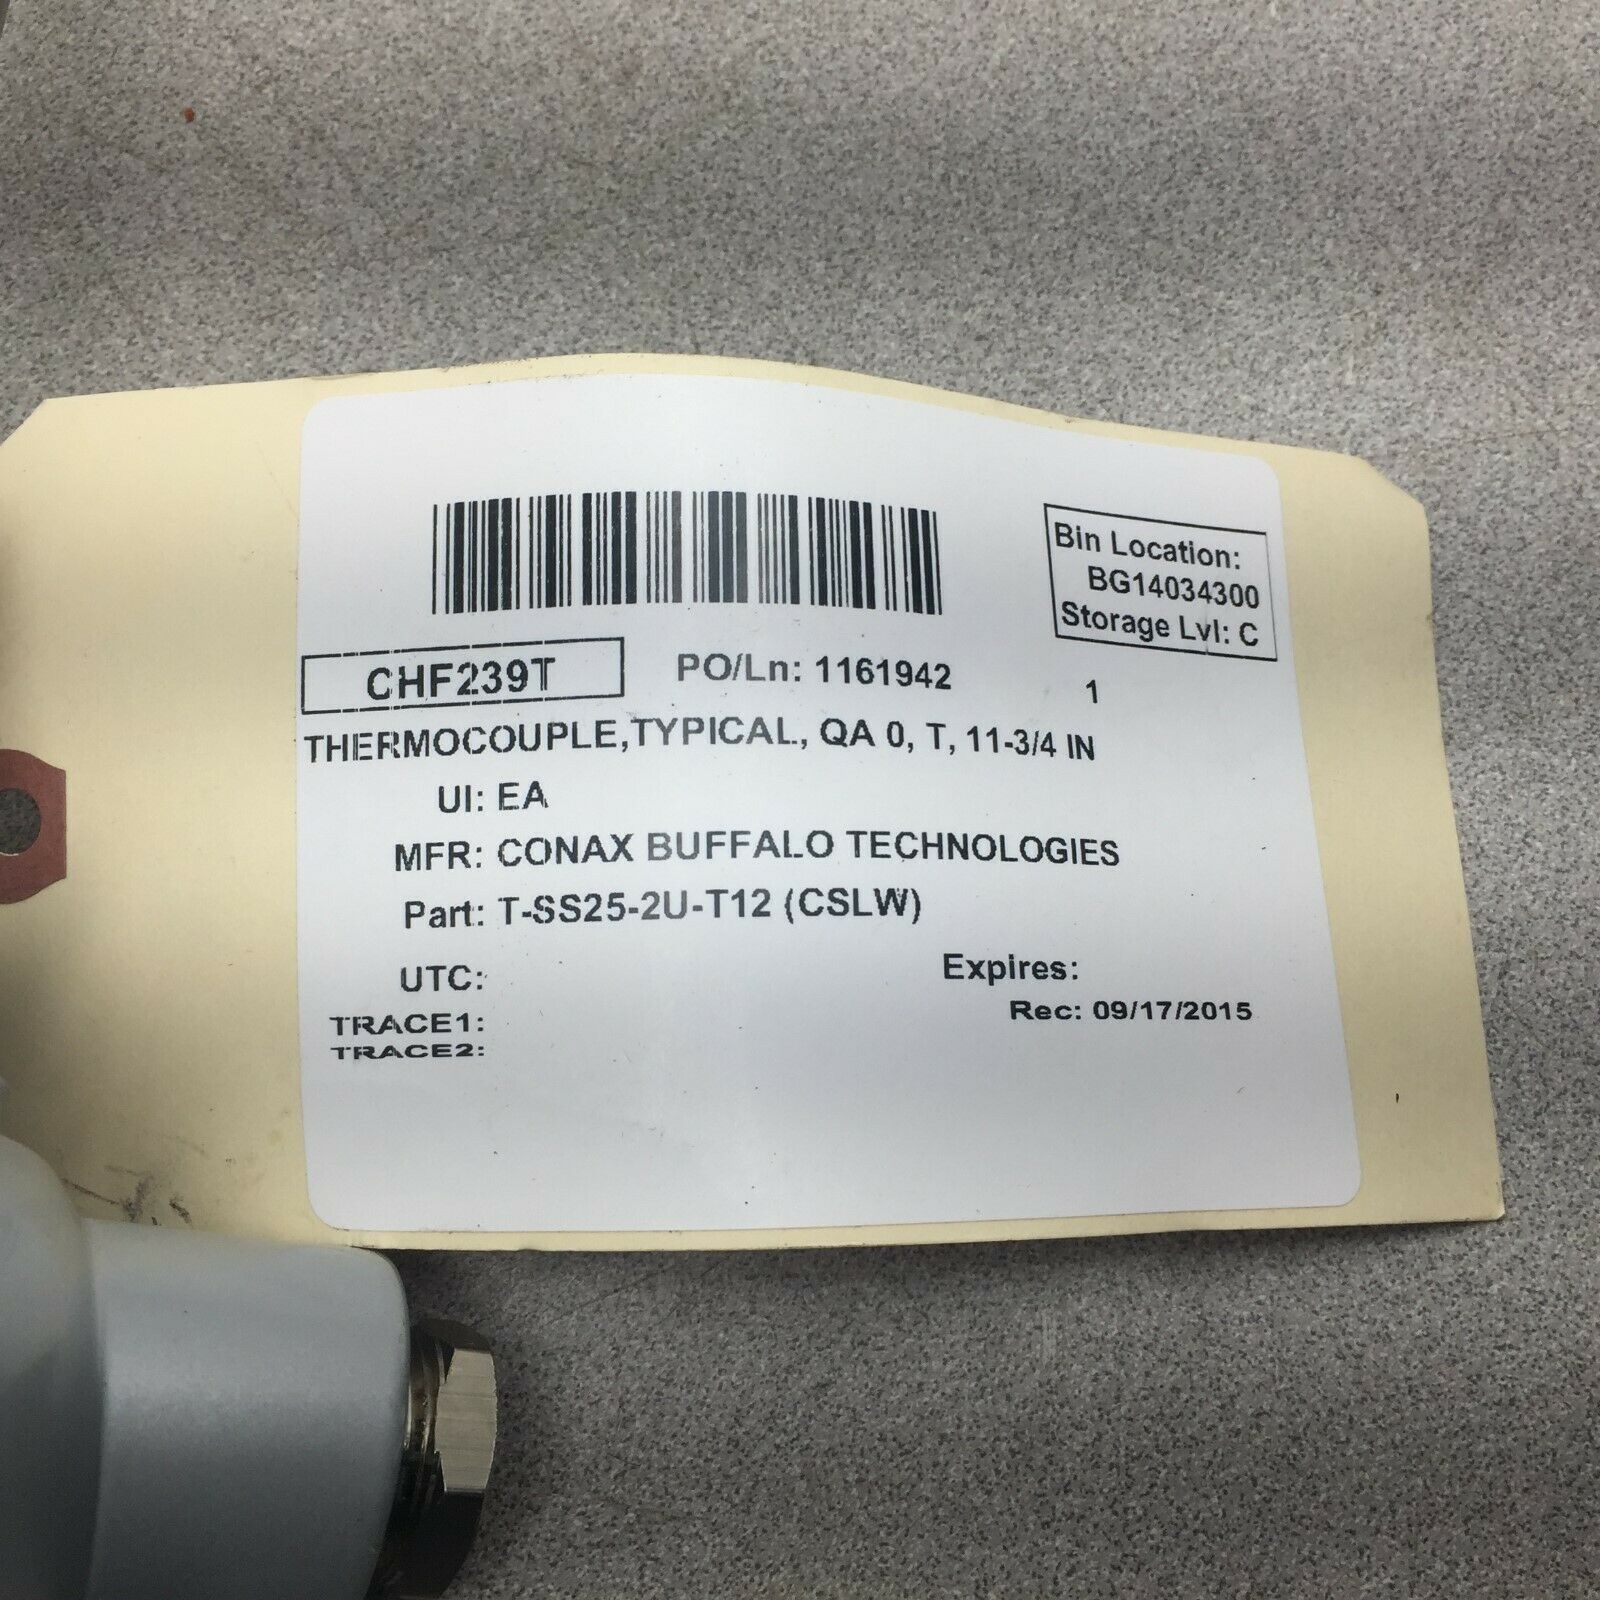 Bin Location:
BG14034300
Storage Lvl: C
CHF239T
PO/Ln: 1161942 1
THERMOCOUPLE,TYPICAL, QA 0, T, 11-3/4 IN
UI: EA
MFR: CONAX BUFFALO TECHNOLOGIES
Part: T-SS25-2U-T12 (CSLW)
UTC:
Expires:
Rec: 09/17/2015
TRACE1:
TRACE2: